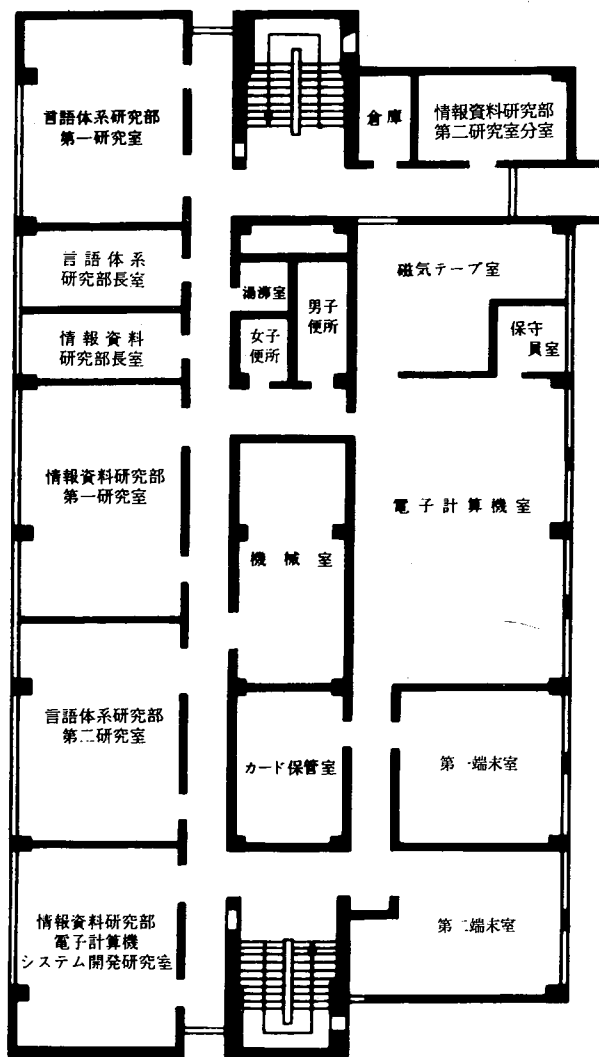 言語体系研究部
第一研究室
倉庫
情報資料研究部
第二研究室分室
言語体系
研究部長室
磁気テープ室
湯沸室
男子
便所
保守
員室
情報資料
研究部長室
女子
便所
情報資料研究部
第一研究室
電子計算機室
機械室
言語体系研究部
第二研究室
カード保管室
第一端末室
情報資料研究部
電子計算機
システム開発研究室
第二端末室